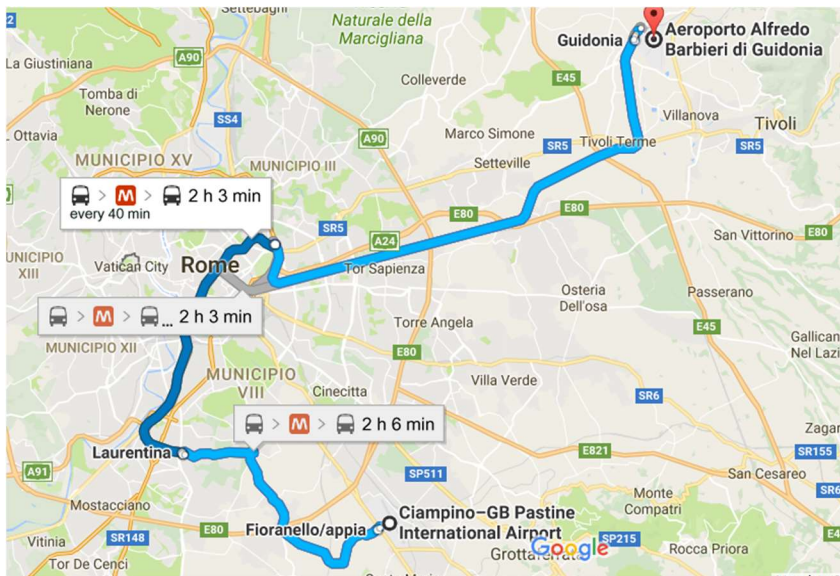 Settebagni
Naturale della
Marcigliana
Guidonia
Aeroporto Alfredo
Barbieri di Guidonia
A90
La Giustiniana
Colleverde
E45
Tomba di
Nerone
SS4
Villanova
Tivoli
Ottavia
A90
Marco Simone
SR5
Tivoli Terme
SR5
MUNICIPIO XV
MUNICIPIO III
Setteville
> M > 2 h 3 min
every 40 min
E80
E80
SR5
A24
San Vittorino
E80
UNICIPIO
XIII
Vatican City
Rome
Tor Sapienza
Osteria
Dell'osa
Passerano
> M > ... 2 h 3 min
Torre Angela
E45
MUNICIPIO XII
E80
Gallican
Nel Lazi
MUNICIPIO
VIII
Cinecitta
Villa Verde
SR6
> M > 2 h 6 min
Zagar
Laurentina
E821
SR155
A91
SP511
San Cesareo
SR6
Mostacciano
Ciampino–GB Pastine
International Airport
Monte
Compatri
Fioranello/appia
E80
Vitinia
SR148
Grottaferrata
Google
SP215
Rocca Priora
E4
Tor De Cenci